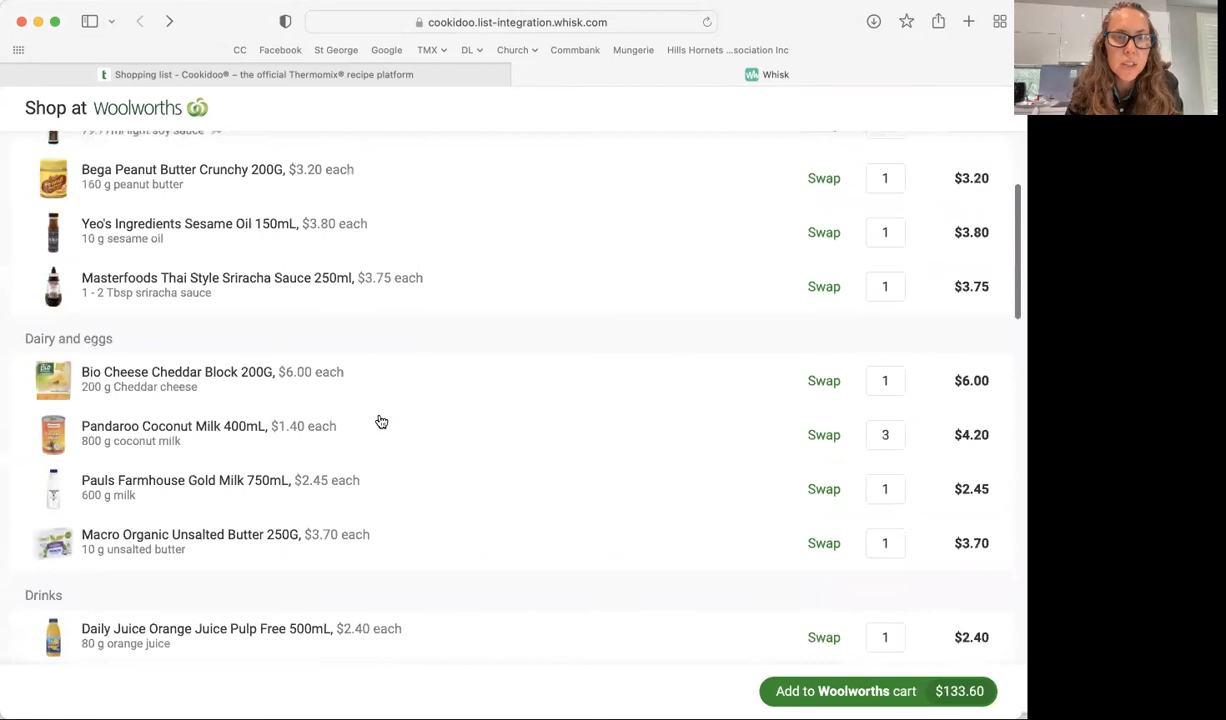 cookidoo.list-integration.whisk.com
CC Facebook St George Google TMX DL Church Commbank Mungerie Hills Hornets ...sociation Inc
Shopping list - Cookidoo® – the official Thermomix® recipe platform
Whisk
Shop at woolworths
79.77ml light soy sauce
Bega Peanut Butter Crunchy 200G, $3.20 each
160 g peanut butter
Swap 1 $3.20
Yeo's Ingredients Sesame Oil 150mL, $3.80 each
10 g sesame oil
Swap 1 $3.80
Masterfoods Thai Style Sriracha Sauce 250ml, $3.75 each
1 - 2 Tbsp sriracha sauce
Swap 1 $3.75
Dairy and eggs
Bio Cheese Cheddar Block 200G, $6.00 each
200 g Cheddar cheese
Swap 1 $6.00
Pandaroo Coconut Milk 400mL, $1.40 each
800 g coconut milk
Swap 3 $4.20
Pauls Farmhouse Gold Milk 750mL, $2.45 each
600 g milk
Swap 1 $2.45
Macro Organic Unsalted Butter 250G, $3.70 each
10 g unsalted butter
Swap 1 $3.70
Drinks
Daily Juice Orange Juice Pulp Free 500mL, $2.40 each
80 g orange juice
Swap 1 $2.40
Add to Woolworths cart $133.60